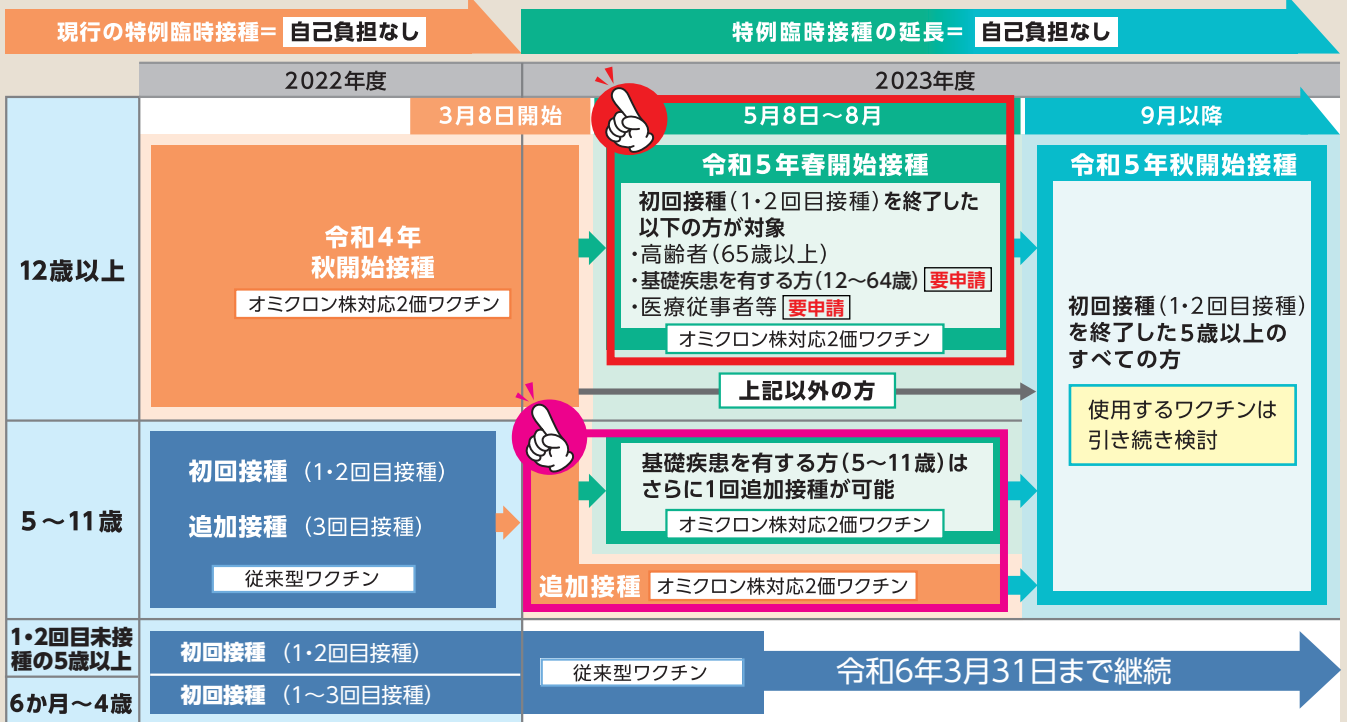 現行の特例臨時接種= 自己負担なし
特例臨時接種の延長= 自己負担なし
2022年度
2023年度
3月8日開始
5月8日～8月
9月以降
12歳以上
令和4年
秋開始接種
オミクロン株対応2価ワクチン
令和5年春開始接種
初回接種(1・2回目接種)を終了した
以下の方が対象
・高齢者(65歳以上)
・基礎疾患を有する方(12～64歳) 要申請
・医療従事者等 要申請
オミクロン株対応2価ワクチン
上記以外の方
令和5年秋開始接種
初回接種(1・2回目接種)
を終了した5歳以上の
すべての方
使用するワクチンは
引き続き検討
5～11歳
初回接種 (1・2回目接種)
追加接種 (3回目接種)
従来型ワクチン
基礎疾患を有する方(5～11歳)は
さらに1回追加接種が可能
オミクロン株対応2価ワクチン
追加接種 オミクロン株対応2価ワクチン
1・2回目未接
種の5歳以上
初回接種 (1・2回目接種)
6か月～4歳
初回接種 (1～3回目接種)
従来型ワクチン
令和6年3月31日まで継続